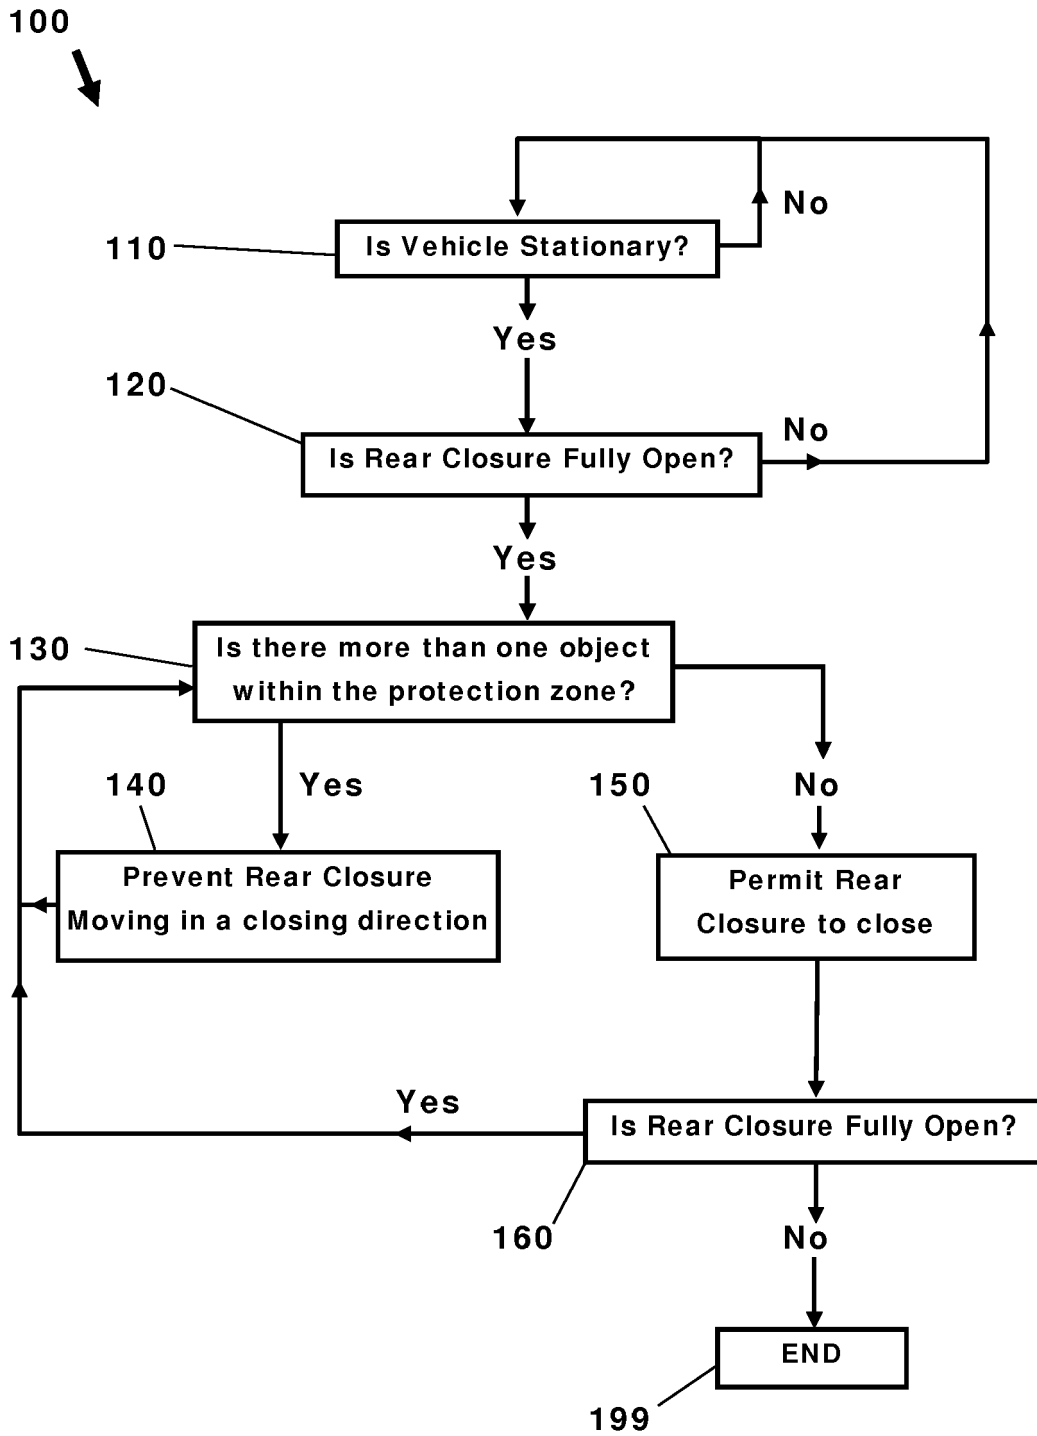 100
No
110
Is Vehicle Stationary?
Yes
120
No
Is Rear Closure Fully Open?
Yes
130
Is there more than one object
within the protection zone?
140
Yes
150
No
Prevent Rear Closure
Moving in a closing direction
Permit Rear
Closure to close
Yes
Is Rear Closure Fully Open?
160
No
END
199